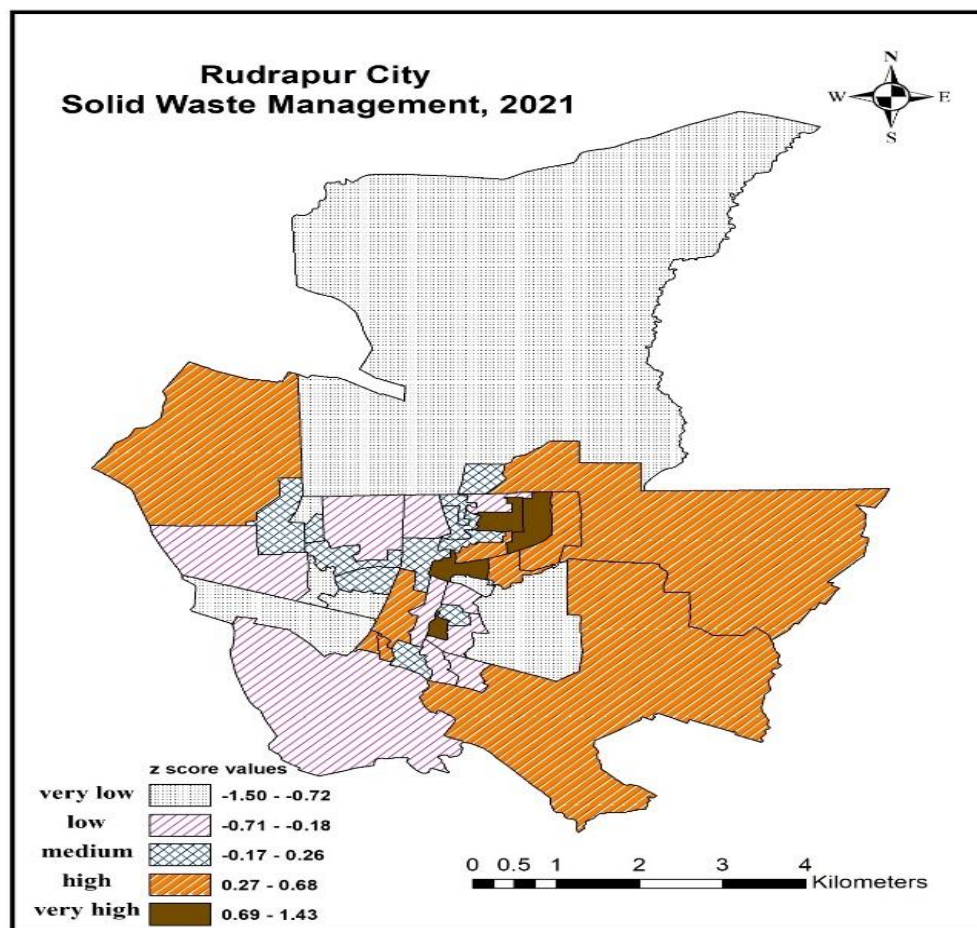 Rudrapur City
Solid Waste Management, 2021
N
W E
S
z score values
very low -1.50 - -0.72
low -0.71 - -0.18
medium -0.17 - 0.26
high 0.27 - 0.68
very high 0.69 - 1.43
0 0.5 1 2 3 4
Kilometers